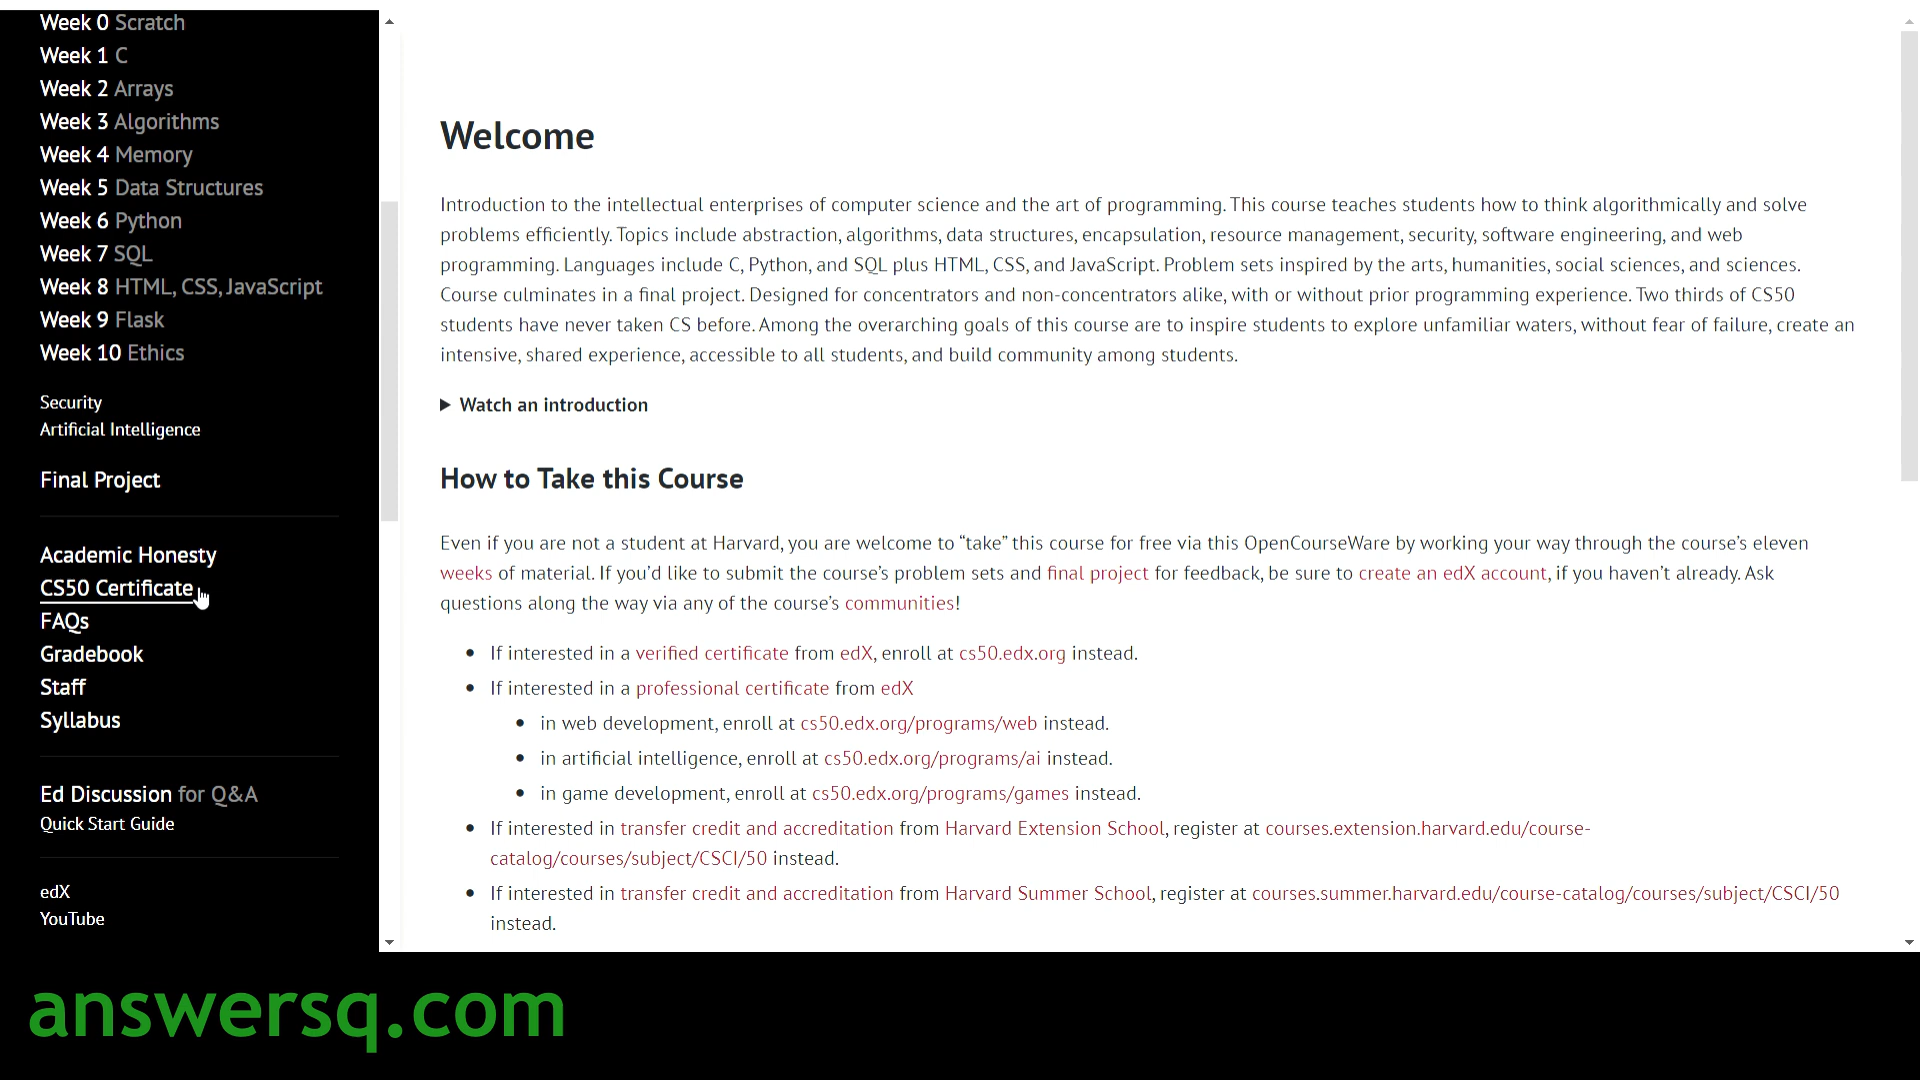 Week 0 Scratch
Week 1 C
Week 2 Arrays
Week 3 Algorithms
Week 4 Memory
Week 5 Data Structures
Week 6 Python
Week 7 SQL
Week 8 HTML, CSS, JavaScript
Week 9 Flask
Week 10 Ethics
Security
Artificial Intelligence
Final Project
Academic Honesty
CS50 Certificate
FAQs
Gradebook
Staff
Syllabus
Ed Discussion for Q&A
Quick Start Guide
edX
YouTube
Welcome
Introduction to the intellectual enterprises of computer science and the art of programming. This course teaches students how to think algorithmically and solve
problems efficiently. Topics include abstraction, algorithms, data structures, encapsulation, resource management, security, software engineering, and web
programming. Languages include C, Python, and SQL plus HTML, CSS, and JavaScript. Problem sets inspired by the arts, humanities, social sciences, and sciences.
Course culminates in a final project. Designed for concentrators and non-concentrators alike, with or without prior programming experience. Two thirds of CS50
students have never taken CS before. Among the overarching goals of this course are to inspire students to explore unfamiliar waters, without fear of failure, create an
intensive, shared experience, accessible to all students, and build community among students.
▶ Watch an introduction
How to Take this Course
Even if you are not a student at Harvard, you are welcome to “take” this course for free via this OpenCourseWare by working your way through the course’s eleven
weeks of material. If you’d like to submit the course’s problem sets and final project for feedback, be sure to create an edX account, if you haven’t already. Ask
questions along the way via any of the course’s communities!
• If interested in a verified certificate from edX, enroll at cs50.edx.org instead.
• If interested in a professional certificate from edX
• in web development, enroll at cs50.edx.org/programs/web instead.
• in artificial intelligence, enroll at cs50.edx.org/programs/ai instead.
• in game development, enroll at cs50.edx.org/programs/games instead.
• If interested in transfer credit and accreditation from Harvard Extension School, register at courses.extension.harvard.edu/course-
catalog/courses/subject/CSCI/50 instead.
• If interested in transfer credit and accreditation from Harvard Summer School, register at courses.summer.harvard.edu/course-catalog/courses/subject/CSCI/50
instead.
answersq.com